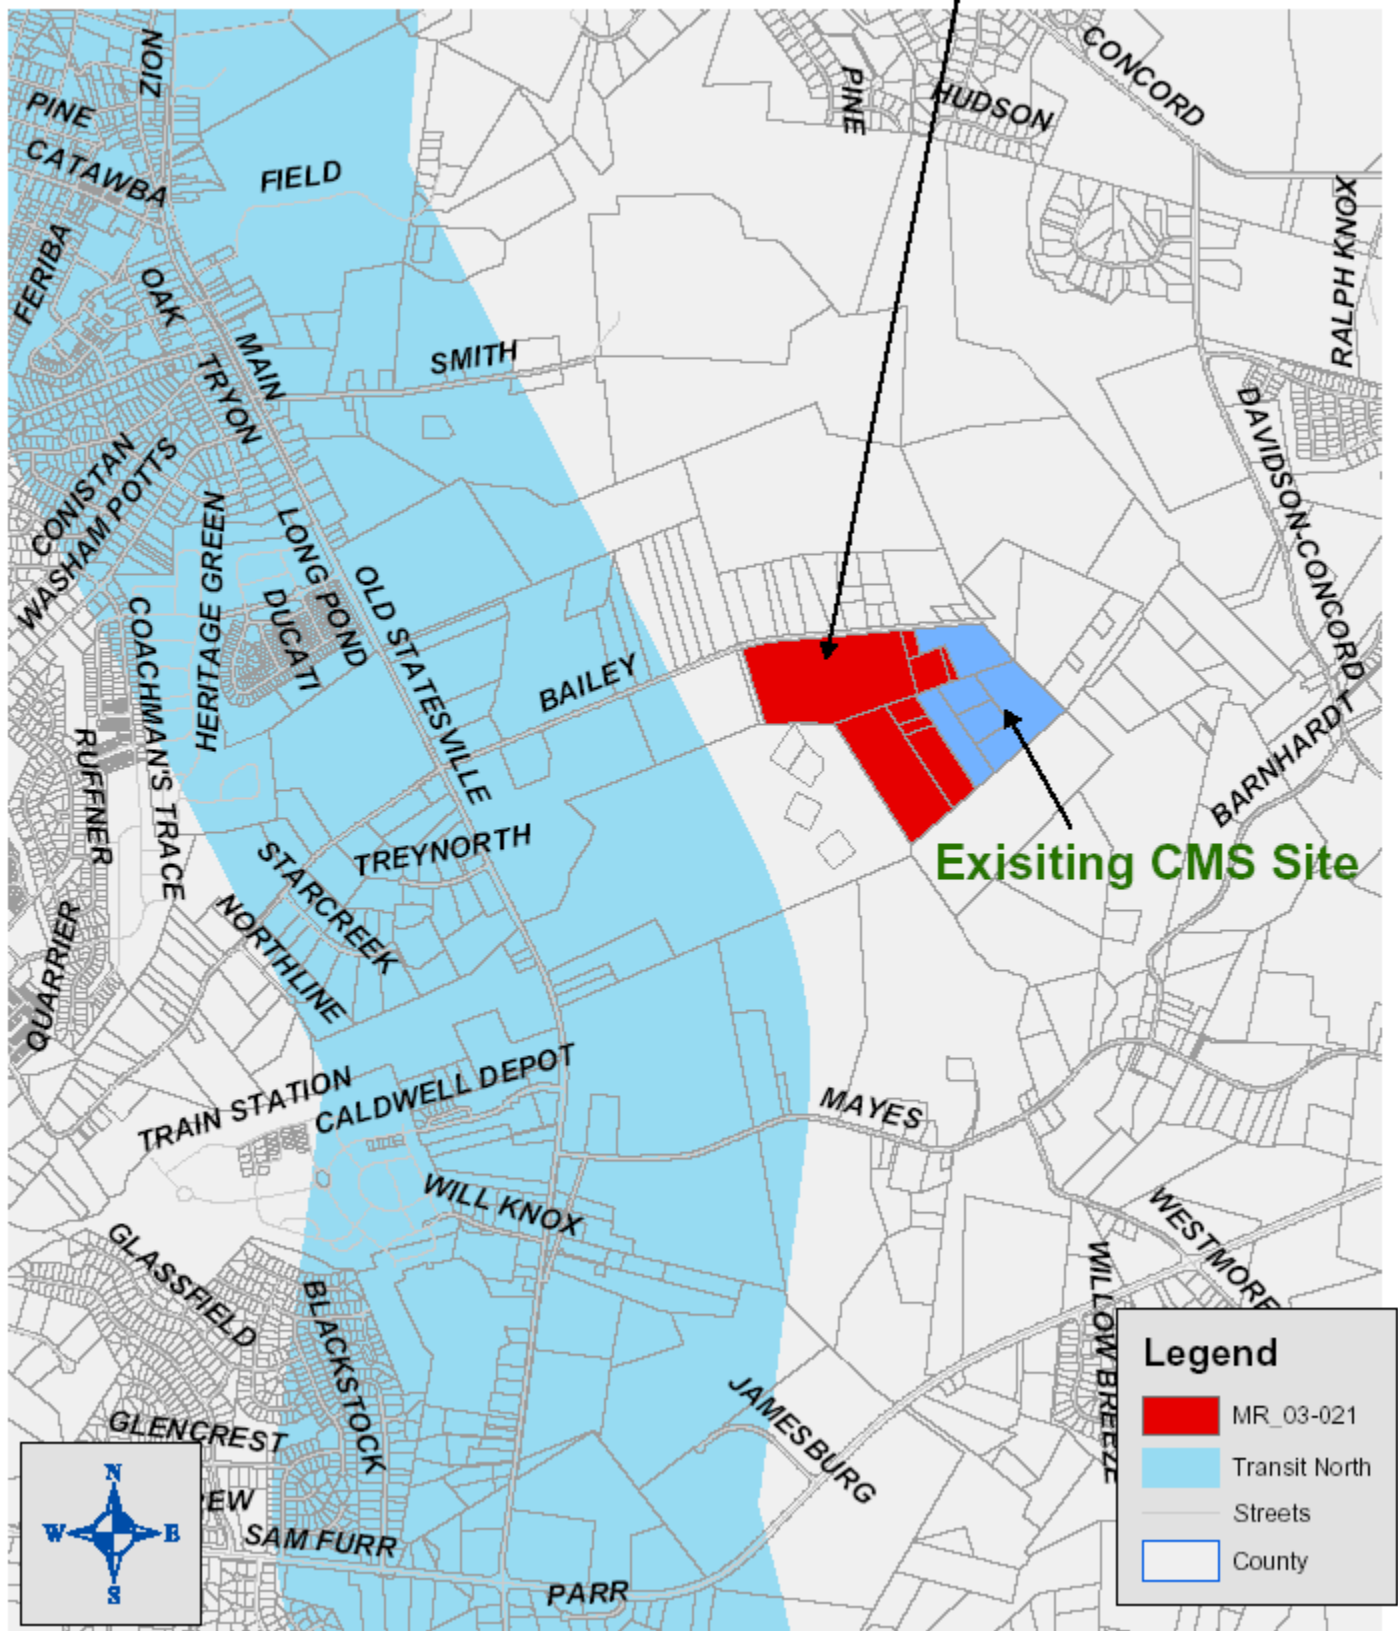 ZION
PINE
CATAWBA
FERIBA
FIELD
PINE
HUDSON
CONCORD
RALPH KNOX
OAK
MAIN
TRYON
SMITH
CONISTAN
WASHAM POTTS
HERITAGE GREEN
LONG POND
DUCATI
OLD STATESVILLE
COACHMAN'S TRACE
BAILEY
DAVIDSON-CONCORD
BARNHARDT
RUFFNER
QUARRIER
TREYNORTH
STARCREEK
NORTHLINE
Exisiting CMS Site
TRAIN STATION
CALDWELL DEPOT
MAYES
WILL KNOX
GLASSFIELD
BLACKSTOCK
WESTMORE
WILLOW BREEZE
JAMESBURG
GLENCREST
REW
SAM FURR
PARR
N
W E
S
Legend
MR_03-021
Transit North
Streets
County